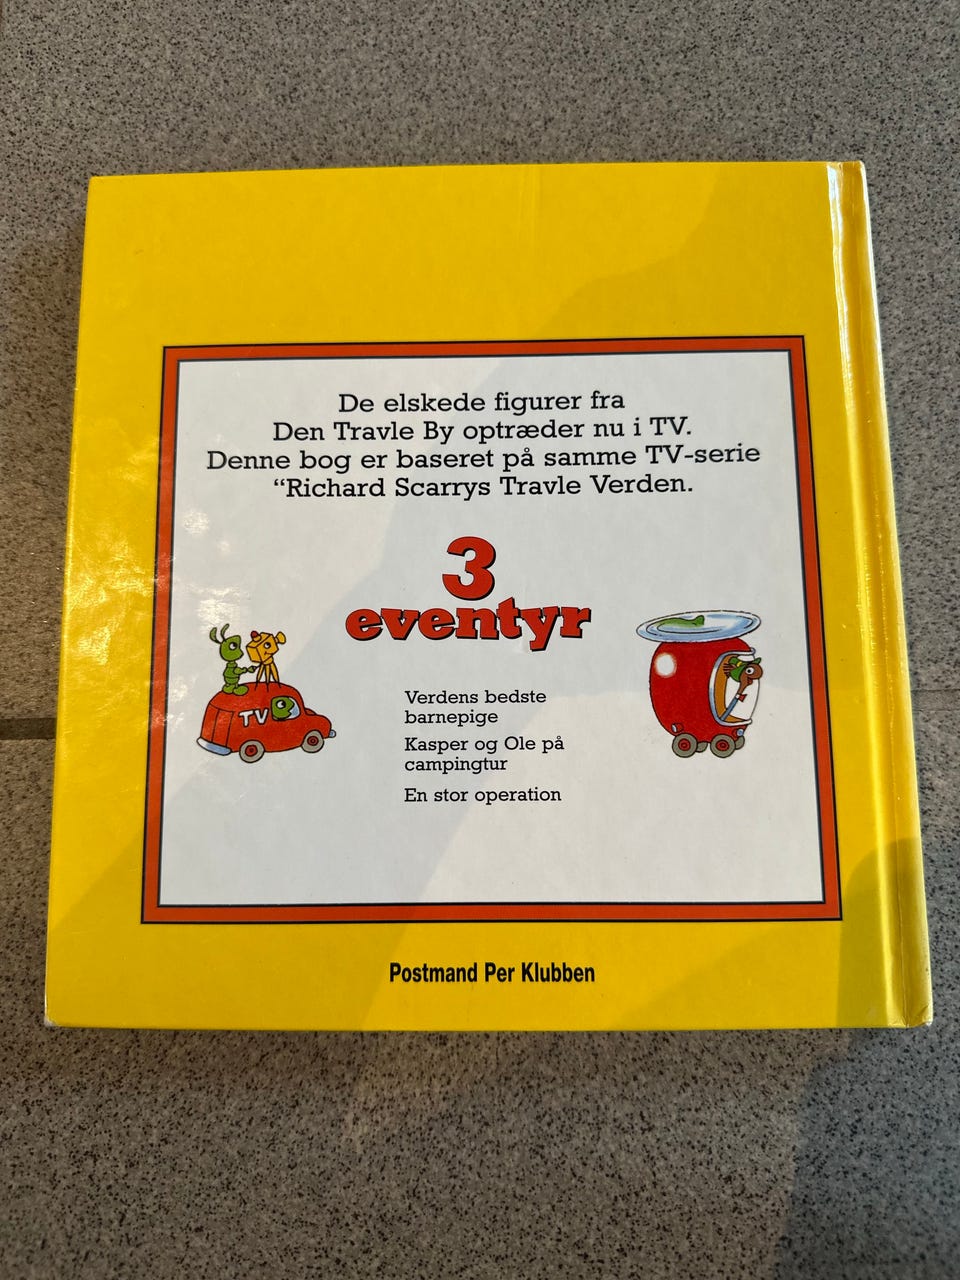 De elskede figurer fra
Den Travle By optræder nu i TV.
Denne bog er baseret på samme TV-serie
“Richard Scarrys Travle Verden.
3
eventyr
TV
Verdens bedste
barnepige
Kasper og Ole på
campingtur
En stor operation
Postmand Per Klubben